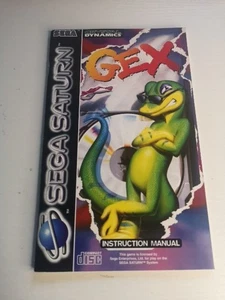 SEGA
DYNAMICS
GEX
SEGA SATURN
INSTRUCTION MANUAL
COMPACT
disc
This game is licensed by
Sega Enterprises, Ltd. for play on the
SEGA SATURN™ System